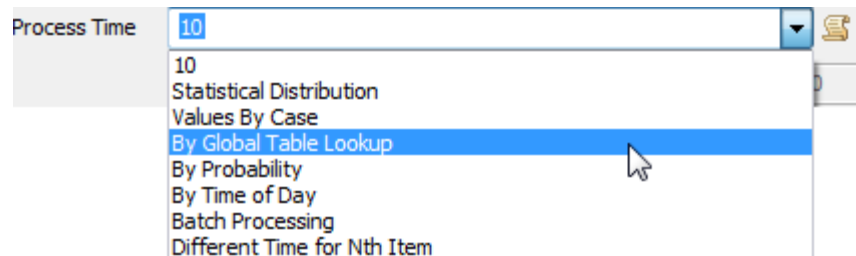 Process Time 10
10
Statistical Distribution
Values By Case
By Global Table Lookup
By Probability
By Time of Day
Batch Processing
Different Time for Nth Item